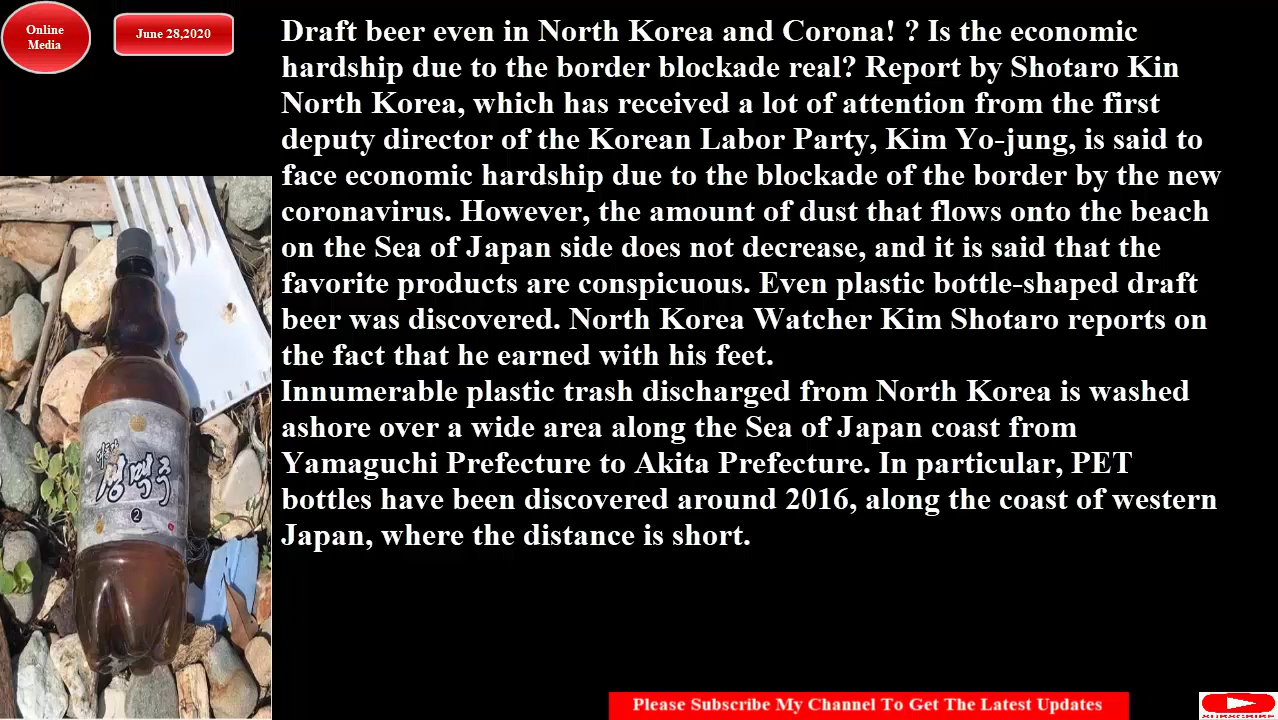 Online
Media
June 28,2020
Draft beer even in North Korea and Corona! ? Is the economic
hardship due to the border blockade real? Report by Shotaro Kin
North Korea, which has received a lot of attention from the first
deputy director of the Korean Labor Party, Kim Yo-jung, is said to
face economic hardship due to the blockade of the border by the new
coronavirus. However, the amount of dust that flows onto the beach
on the Sea of Japan side does not decrease, and it is said that the
favorite products are conspicuous. Even plastic bottle-shaped draft
beer was discovered. North Korea Watcher Kim Shotaro reports on
the fact that he earned with his feet.
Innumerable plastic trash discharged from North Korea is washed
ashore over a wide area along the Sea of Japan coast from
Yamaguchi Prefecture to Akita Prefecture. In particular, PET
bottles have been discovered around 2016, along the coast of western
Japan, where the distance is short.
생맥주
2
Please Subscribe My Channel To Get The Latest Updates
SUBSCRIBE